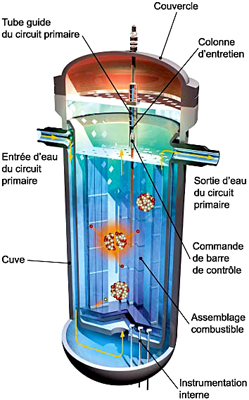 Couvercle
Tube guide
du circuit primaire
Colonne
d'entretien
Entrée d'eau
du circuit
primaire
Sortie d'eau
du circuit
primaire
Cuve
Commande
de barre
de contrôle
Assemblage
combustible
Instrumentation
interne